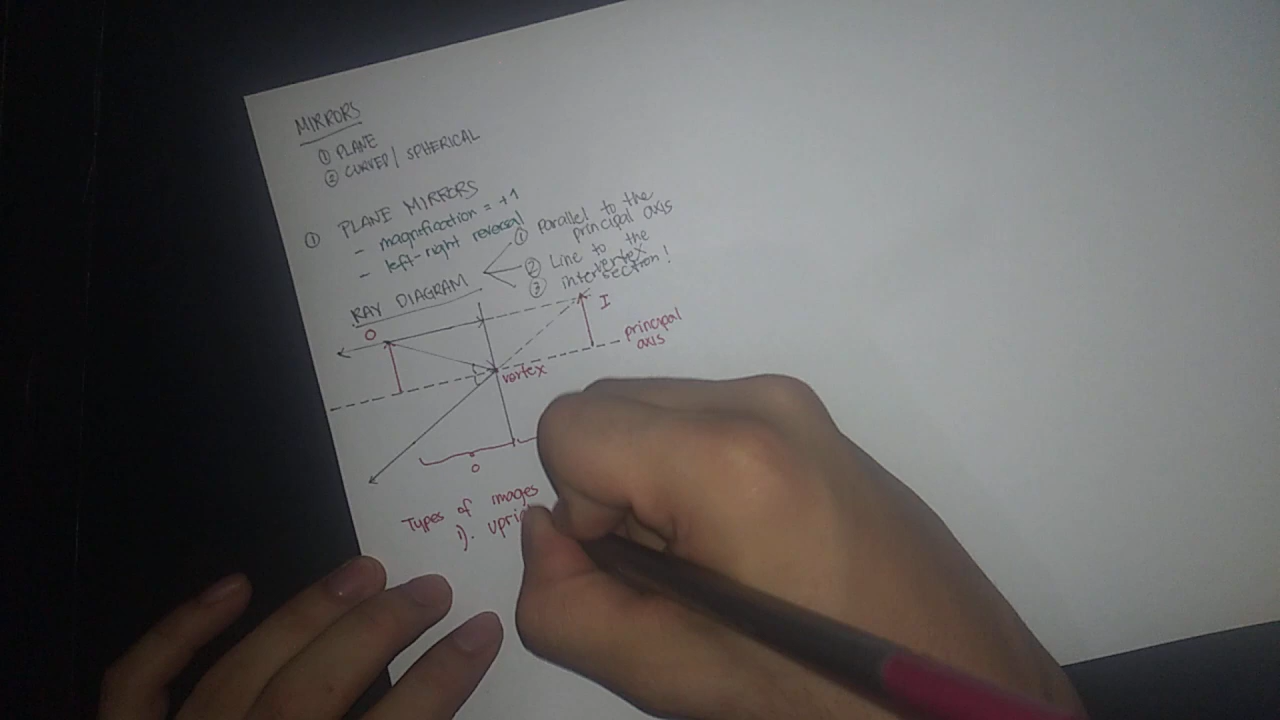 MIRRORS
① PLANE
② CURVED / SPHERICAL
① PLANE MIRRORS
- magnification = +1
- left-right reversal
RAY DIAGRAM
① Parallel to the
principal axis
② Line to the
vertex
③ intersection!
O
I
principal
axis
vertex
o
Types of images
1). upri